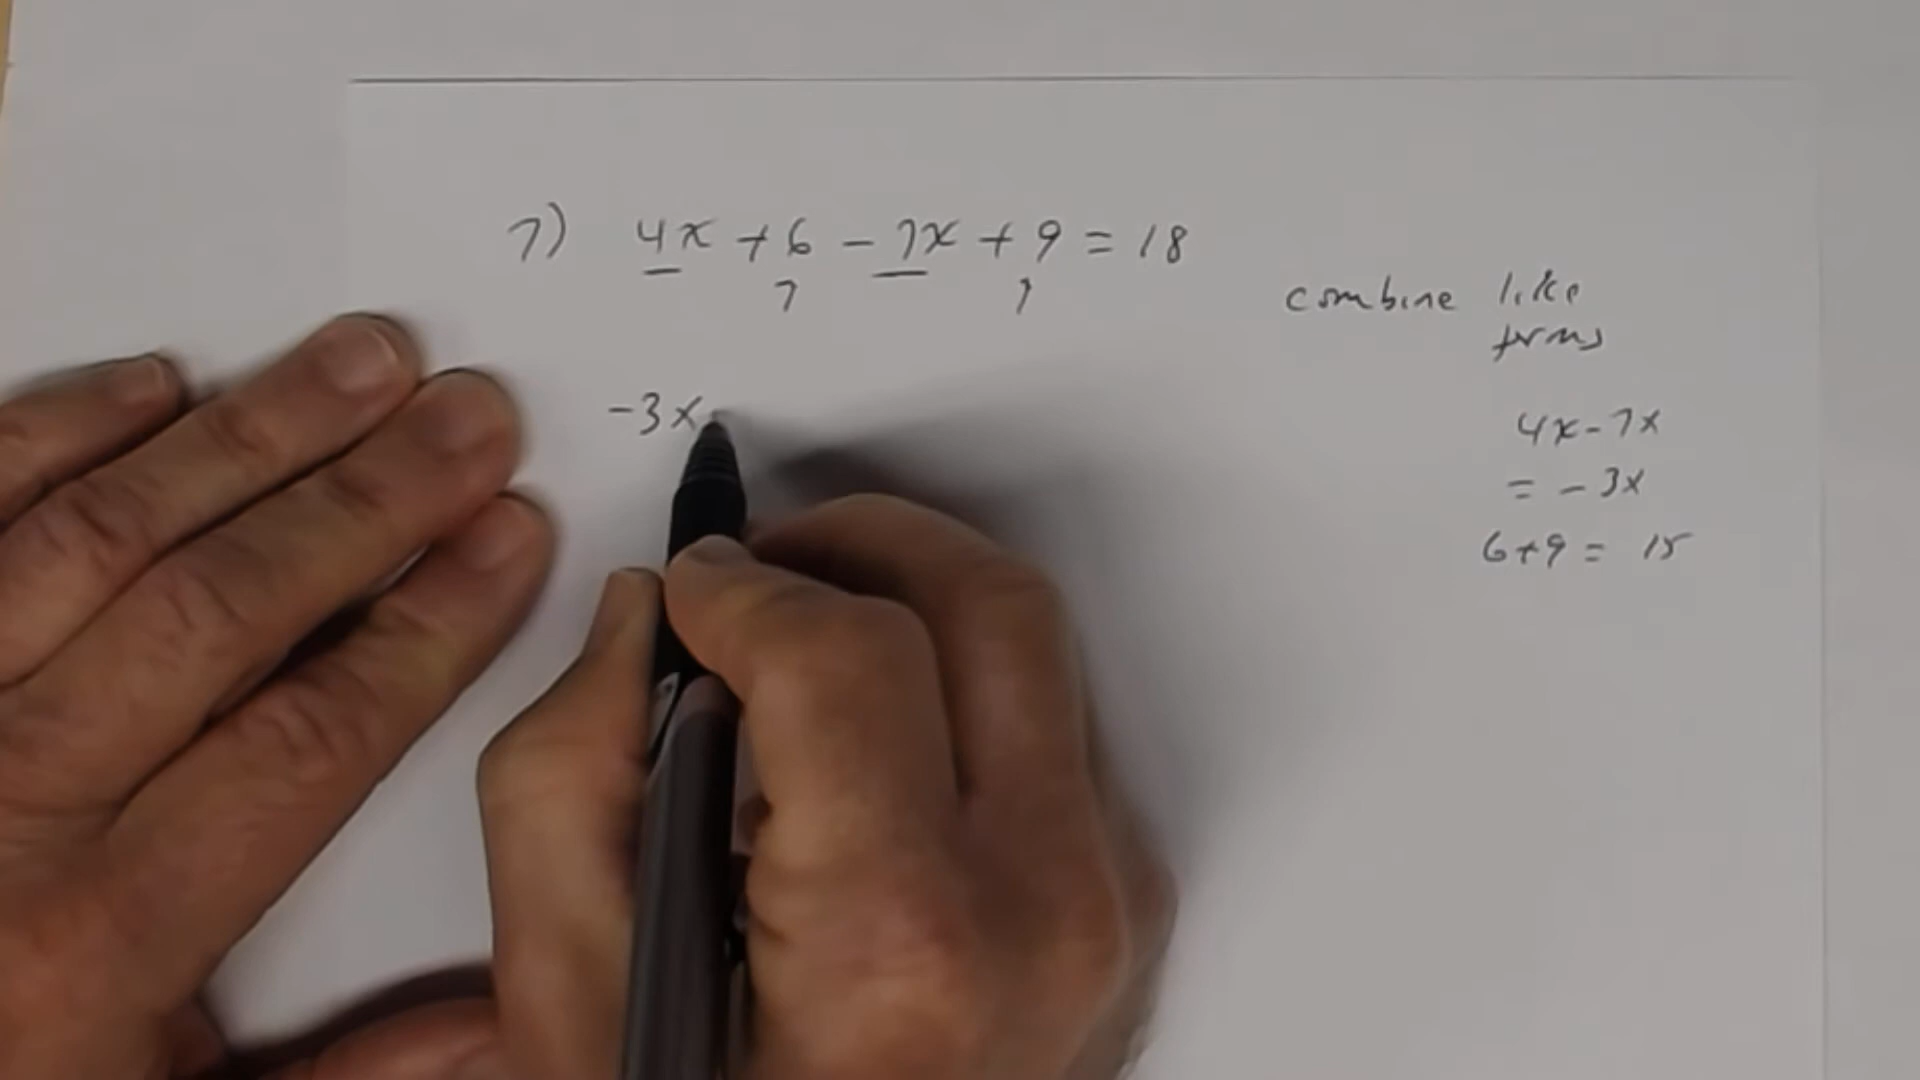 7) 4x + 6 - 7x + 9 = 18
combine like
terms
-3x
4x - 7x
= - 3x
6 + 9 = 15